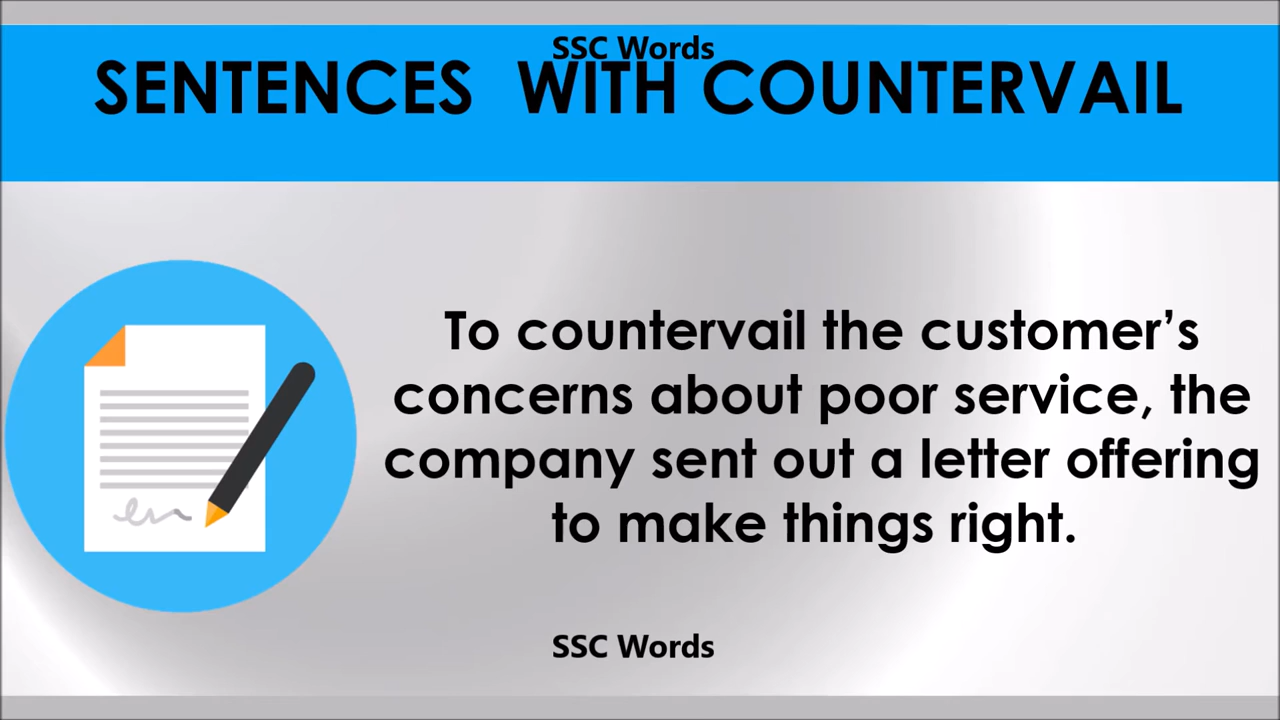 SSC Words
SENTENCES WITH COUNTERVAIL
To countervail the customer’s
concerns about poor service, the
company sent out a letter offering
to make things right.
SSC Words